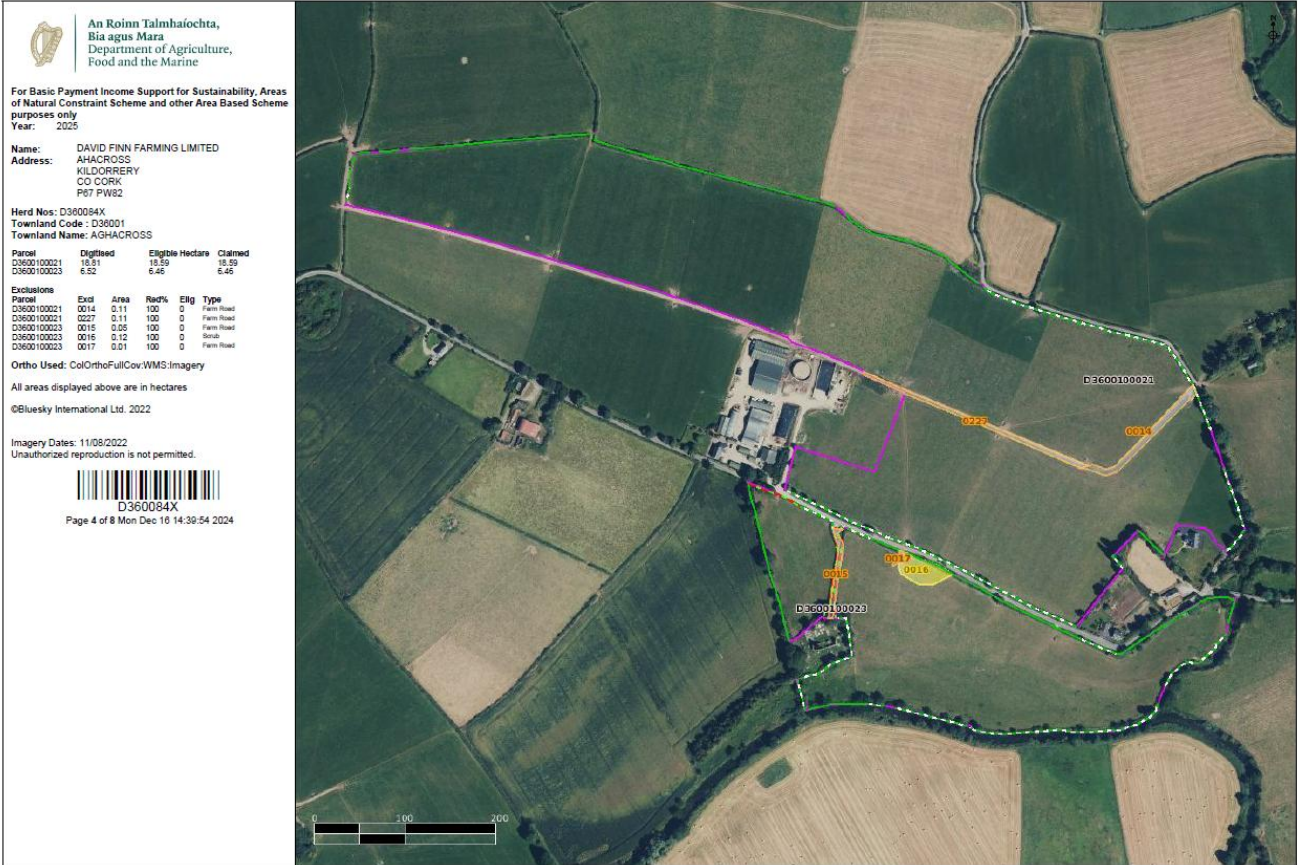 An Roinn Talmhaíochta,
Bia agus Mara
Department of Agriculture,
Food and the Marine
For Basic Payment Income Support for Sustainability, Areas
of Natural Constraint Scheme and other Area Based Scheme
purposes only
Year: 2025
Name: DAVID FINN FARMING LIMITED
Address: AHACROSS
KILDORRERY
CO CORK
P67 PW82
Herd Nos: D360084X
Townland Code : D36001
Townland Name: AGHACROSS
Parcel Digitised Eligible Hectare Claimed
D3600100021 18.81 18.59 18.59
D3600100023 6.52 6.46 6.46
Exclusions
Parcel Excl Area Red% Elig Type
D3600100021 0014 0.11 100 0 Farm Road
D3600100021 0227 0.11 100 0 Farm Road
D3600100023 0015 0.05 100 0 Farm Road
D3600100023 0016 0.12 100 0 Scrub
D3600100023 0017 0.01 100 0 Farm Road
Ortho Used: ColOrthoFullCov:WMS:Imagery
All areas displayed above are in hectares
©Bluesky International Ltd. 2022
Imagery Dates: 11/08/2022
Unauthorized reproduction is not permitted.
D360084X
Page 4 of 8 Mon Dec 16 14:39:54 2024
N
D3600100021
0227
0014
0017
0016
0015
D3600100023
0 100 200